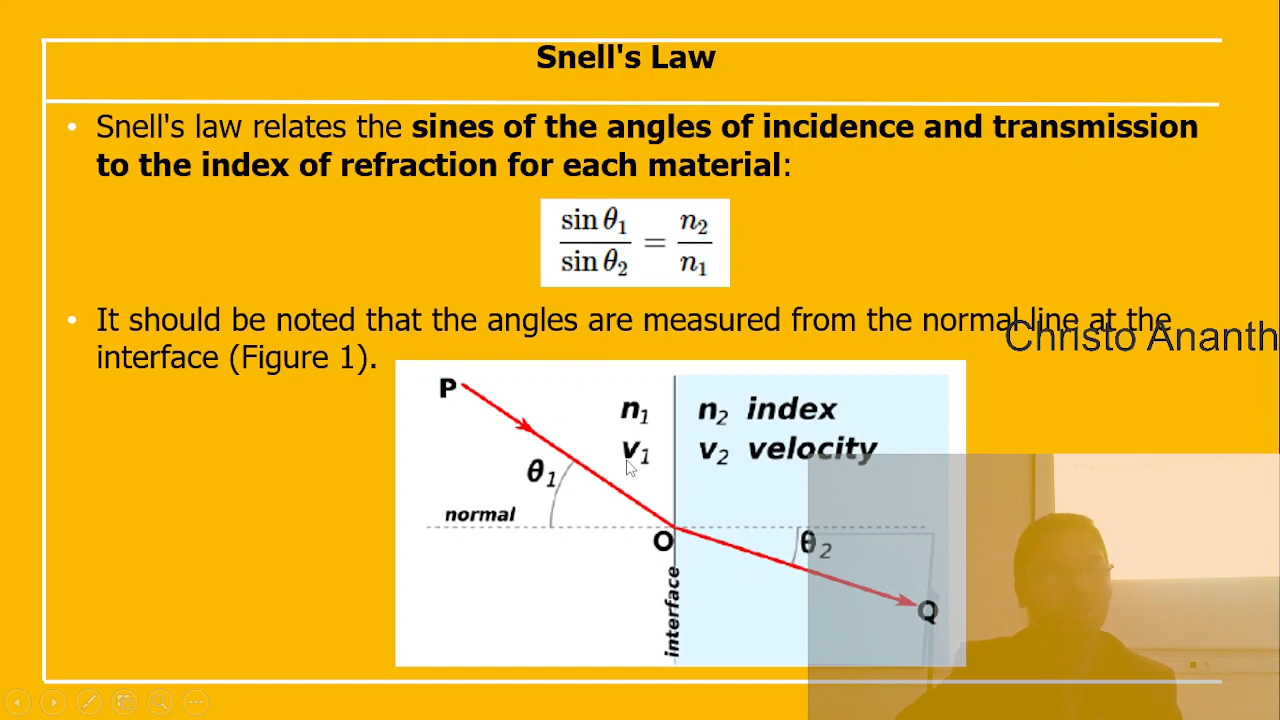 Snell's Law
• Snell's law relates the sines of the angles of incidence and transmission
to the index of refraction for each material:
sin θ₁ / sin θ₂ = n₂ / n₁
• It should be noted that the angles are measured from the normal line at the
interface (Figure 1).
Christo Ananth
P
n₁
n₂ index
v₁
v₂ velocity
θ₁
normal
O
θ₂
interface
Q